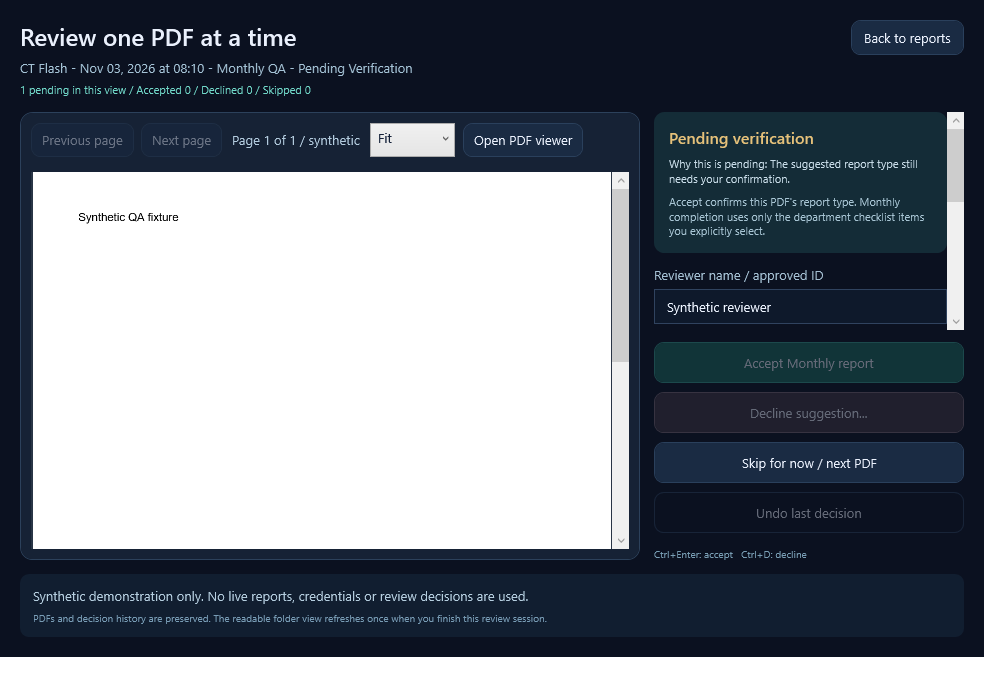 Review one PDF at a time
Back to reports
CT Flash - Nov 03, 2026 at 08:10 - Monthly QA - Pending Verification
1 pending in this view / Accepted 0 / Declined 0 / Skipped 0
Previous page
Next page
Page 1 of 1 / synthetic
Fit
Open PDF viewer
Synthetic QA fixture
Pending verification
Why this is pending: The suggested report type still
needs your confirmation.
Accept confirms this PDF's report type. Monthly
completion uses only the department checklist items
you explicitly select.
Reviewer name / approved ID
Synthetic reviewer
Accept Monthly report
Decline suggestion...
Skip for now / next PDF
Undo last decision
Ctrl+Enter: accept   Ctrl+D: decline
Synthetic demonstration only. No live reports, credentials or review decisions are used.
PDFs and decision history are preserved. The readable folder view refreshes once when you finish this review session.